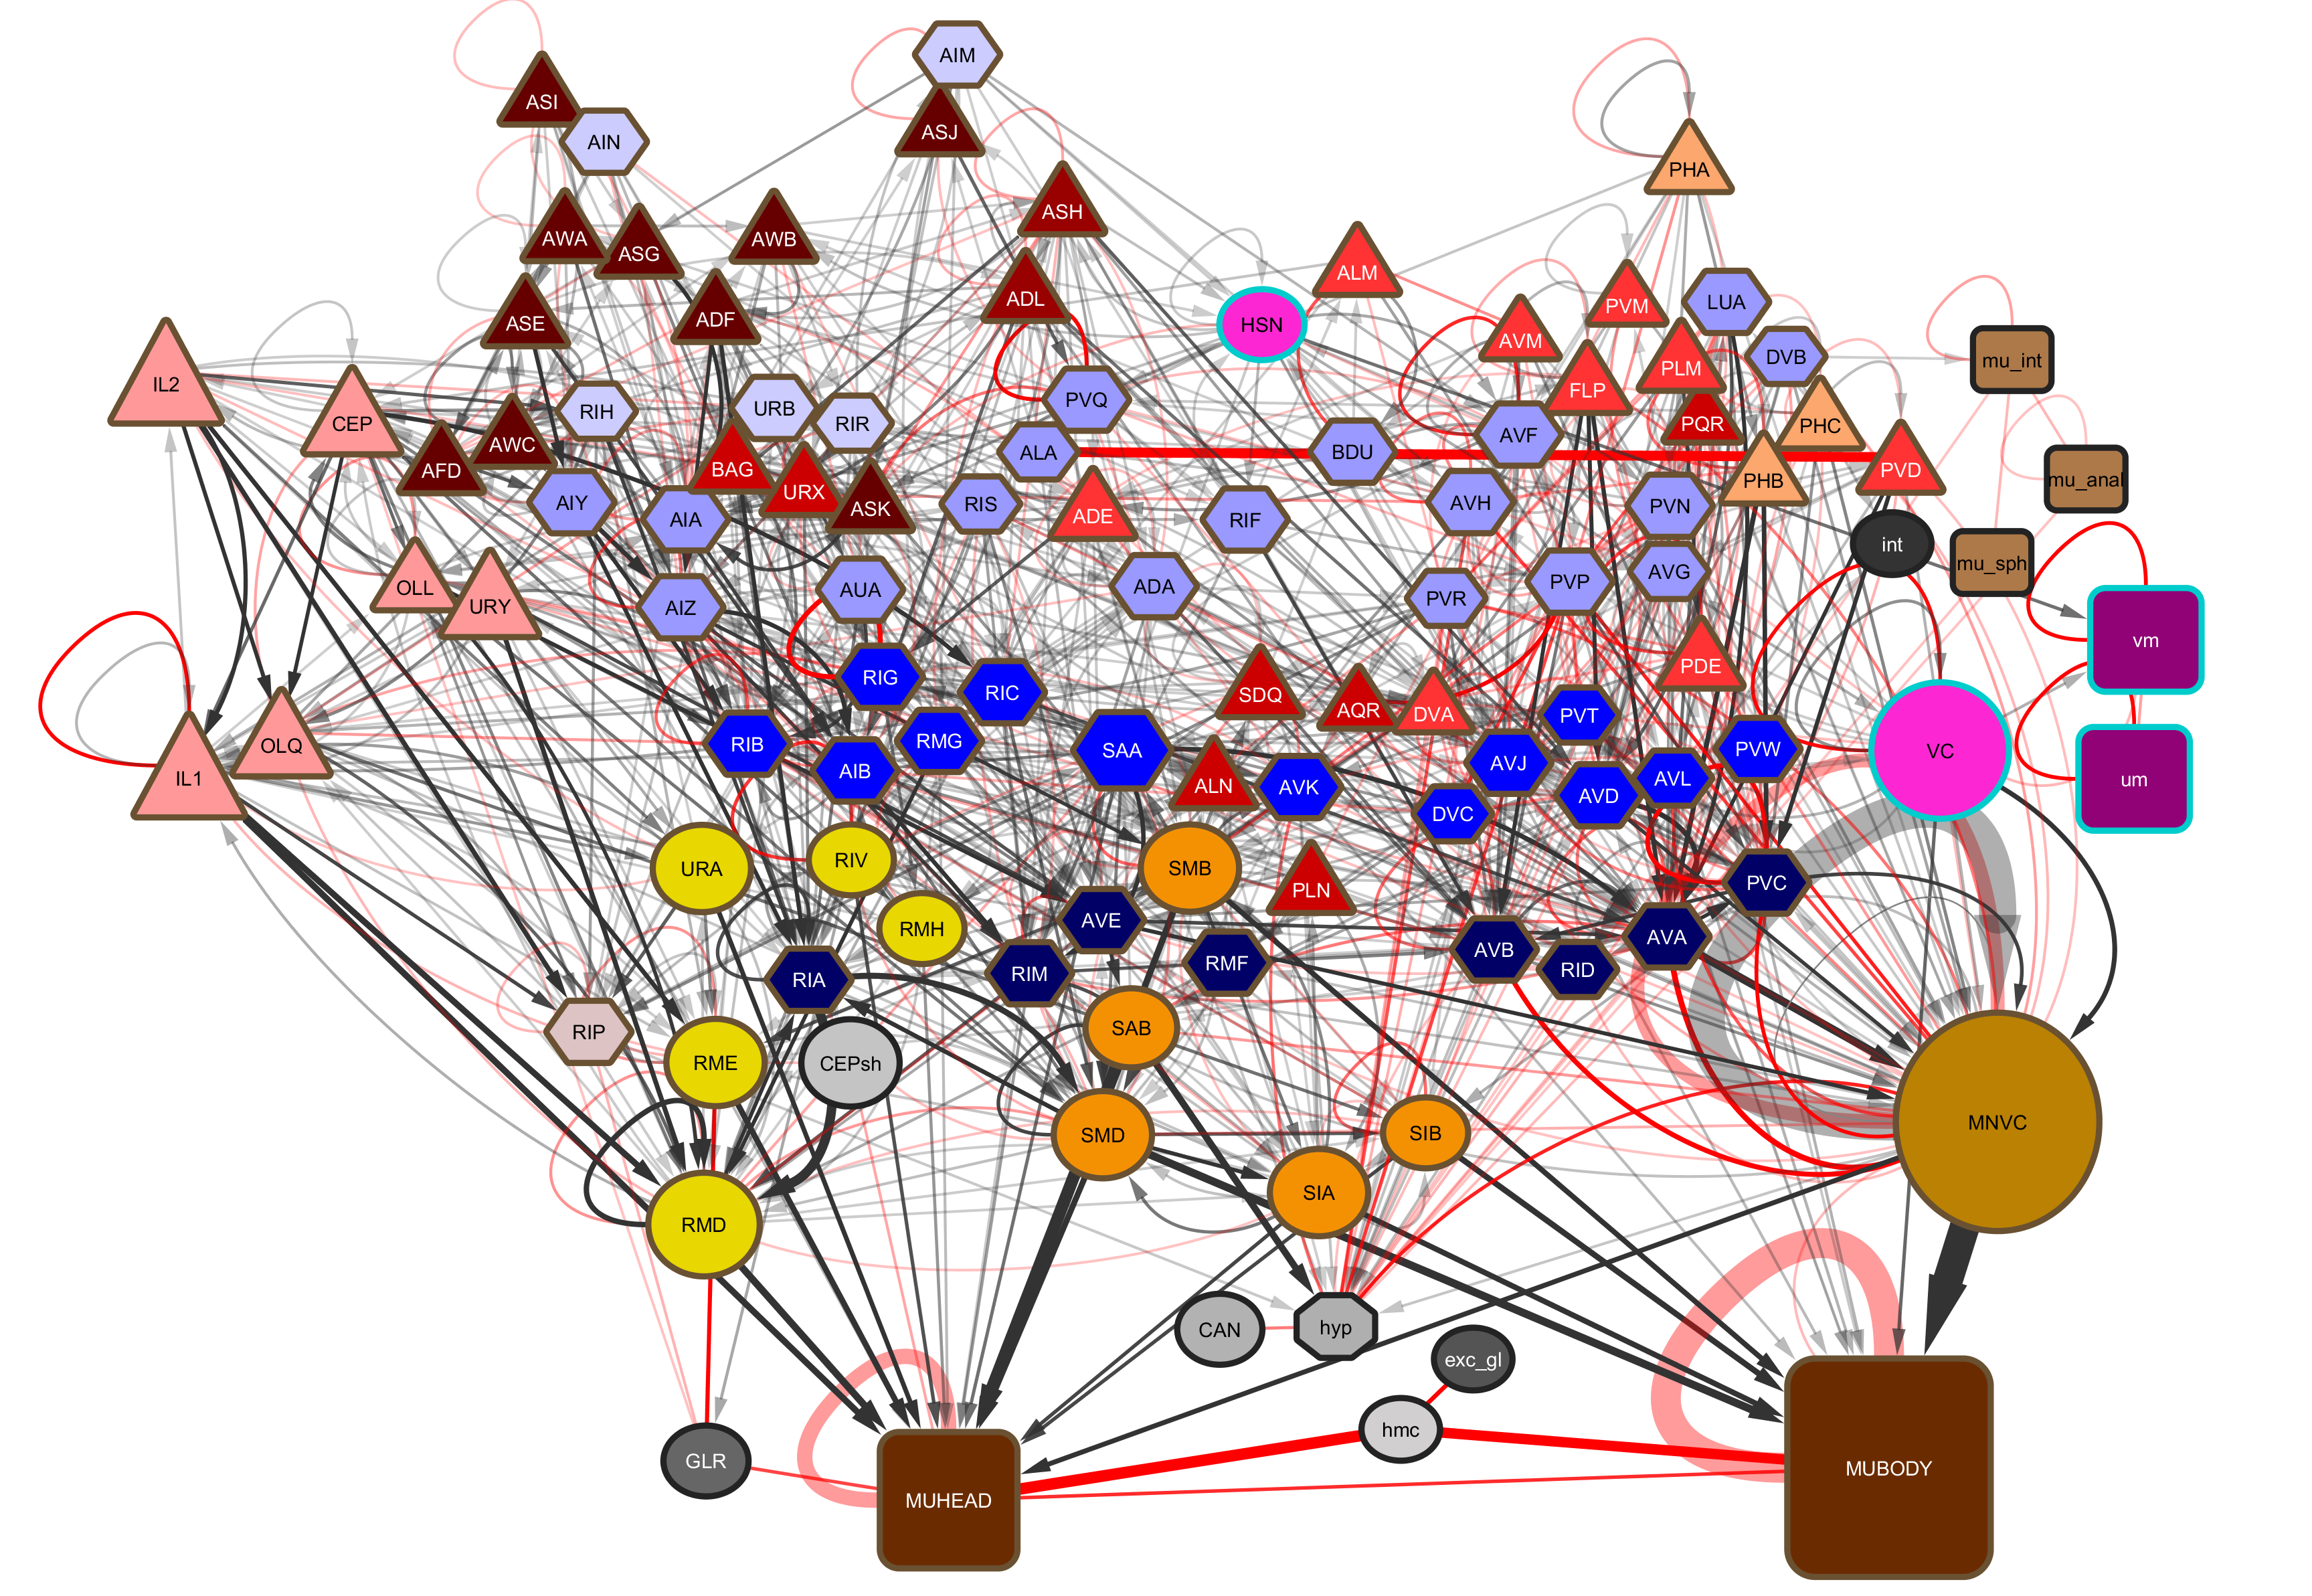 AIM
ASI
ASJ
AIN
PHA
ASH
AWA
AWB
ASG
ALM
ADL
LUA
PVM
ADF
ASE
HSN
AVM
DVB
mu_int
PLM
IL2
FLP
PVQ
URB
RIH
CEP
RIR
PQR
PHC
AVF
AWC
ALA
BDU
AFD
BAG
PVD
mu_anal
PHB
URX
AIY
RIS
AVH
PVN
ASK
ADE
AIA
RIF
int
mu_sph
AVG
PVP
ADA
OLL
AUA
PVR
URY
AIZ
vm
PDE
RIG
RIC
SDQ
AQR
DVA
PVT
RMG
RIB
OLQ
SAA
PVW
VC
AVJ
AIB
IL1
AVL
um
ALN
AVK
AVD
DVC
RIV
URA
SMB
PVC
PLN
AVE
RMH
AVA
AVB
RMF
RID
RIM
RIA
SAB
RIP
RME
CEPsh
MNVC
SIB
SMD
SIA
RMD
hyp
CAN
exc_gl
hmc
GLR
MUBODY
MUHEAD